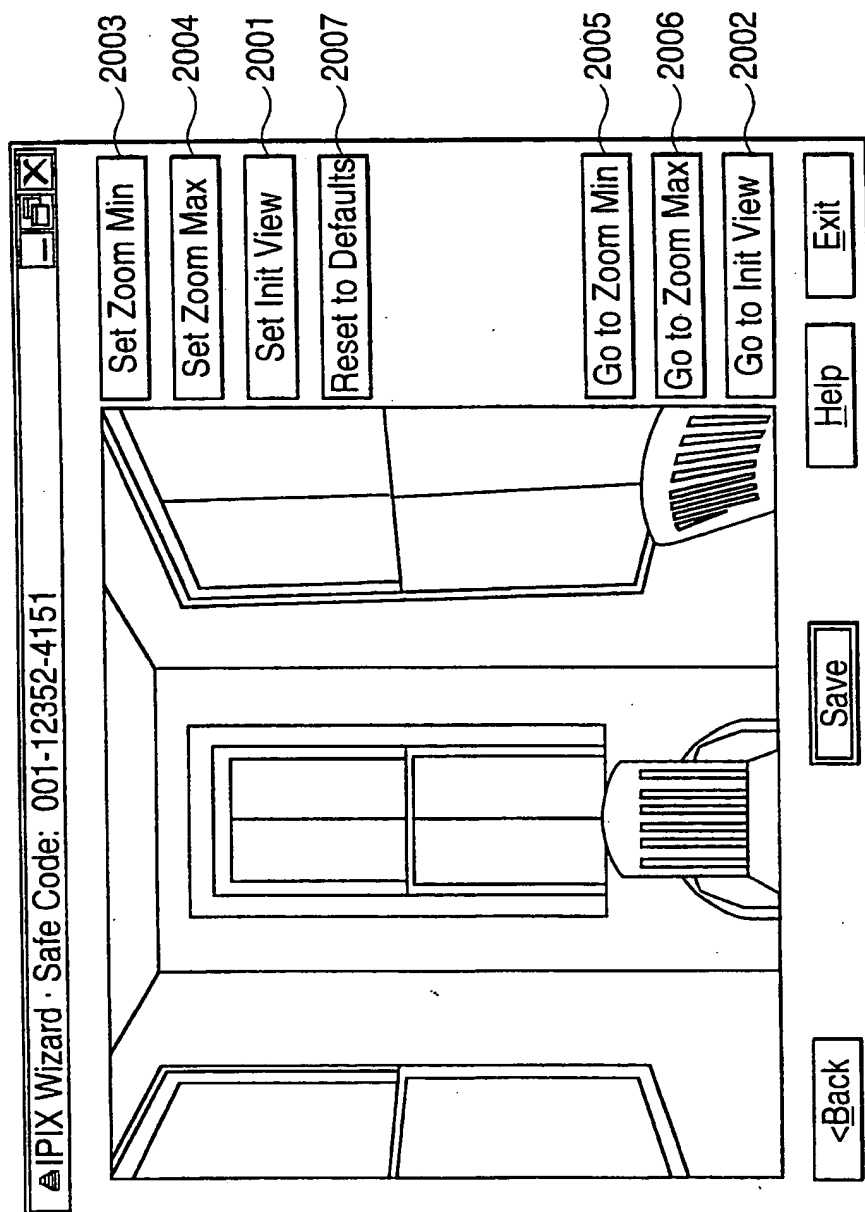 IPIX Wizard · Safe Code: 001-12352-4151
Set Zoom Min 2003
Set Zoom Max 2004
Set Init View 2001
Reset to Defaults 2007
Go to Zoom Min 2005
Go to Zoom Max 2006
Go to Init View 2002
<Back
Save
Help
Exit